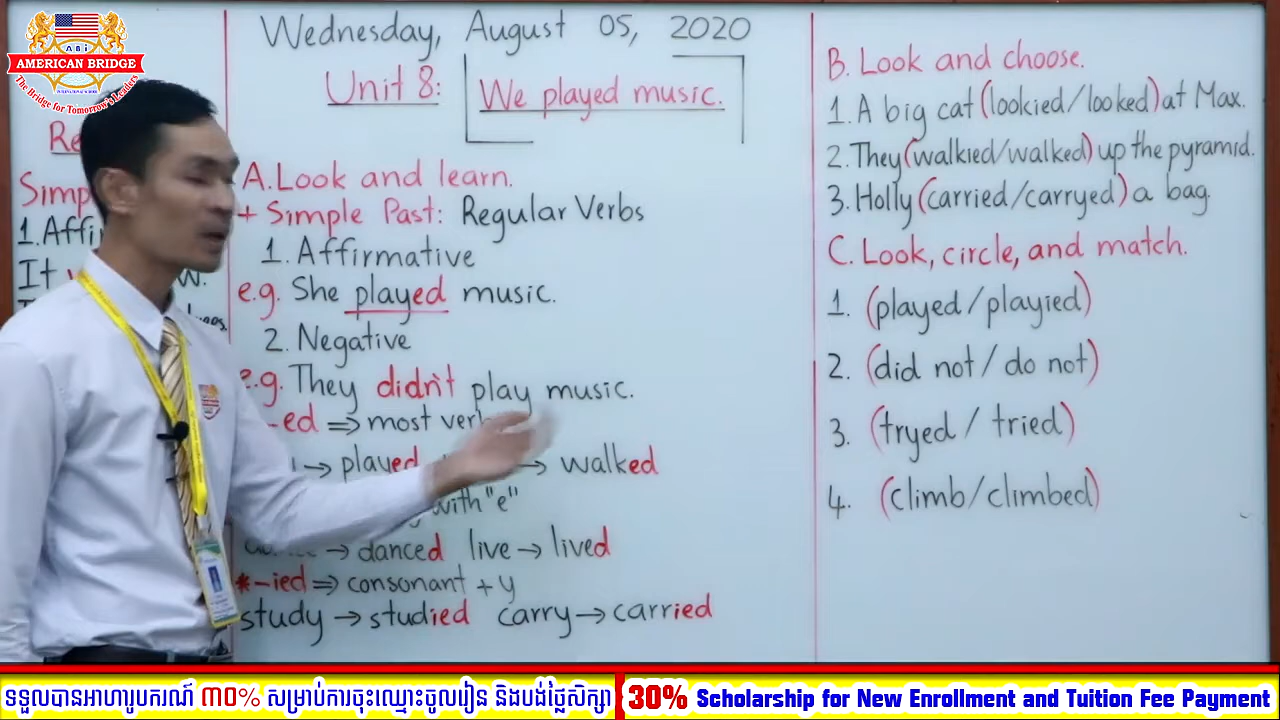 AMERICAN BRIDGE
The Bridge for Tomorrow's Leaders
Wednesday, August 05, 2020
Unit 8: We played music.
Re
Simp
1. Affi
It w.
A. Look and learn.
+ Simple Past: Regular Verbs
1. Affirmative
e.g. She played music.
2. Negative
e.g. They didn't play music.
-ed ⇒ most verb
→ played → walked
with "e"
→ danced live → lived
*-ied ⇒ consonant + y
study → studied carry → carried
B. Look and choose.
1. A big cat (lookied/looked) at Max.
2. They (walkied/walked) up the pyramid.
3. Holly (carried/carryed) a bag.
C. Look, circle, and match.
1. (played / playied)
2. (did not / do not)
3. (tryed / tried)
4. (climb/climbed)
ទទួលបានអាហារូបករណ៍ ៣០% សម្រាប់ការចុះឈ្មោះចូលរៀន និងបង់ថ្លៃសិក្សា
30% Scholarship for New Enrollment and Tuition Fee Payment